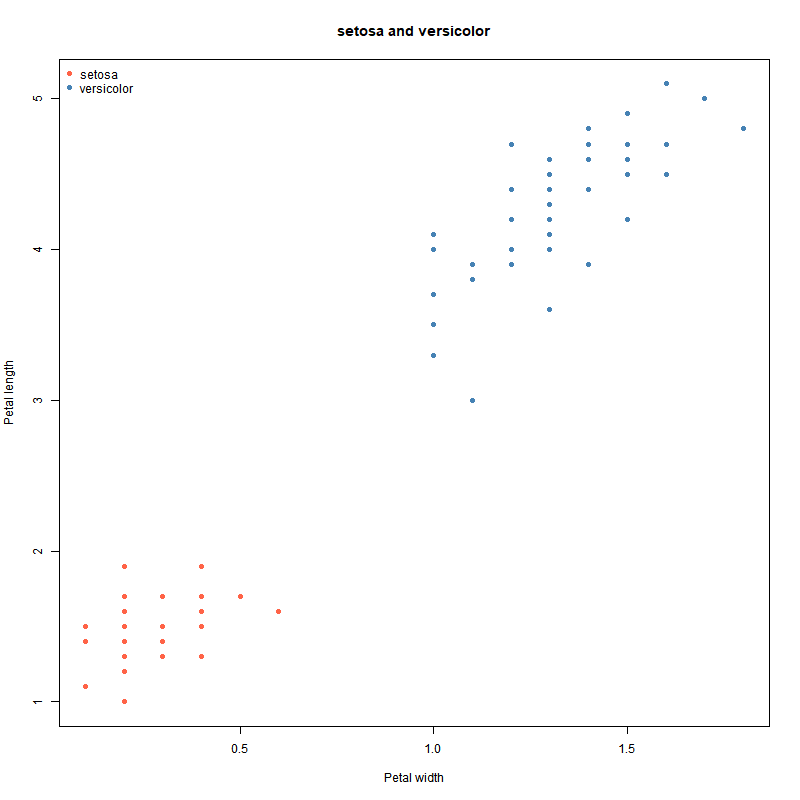 setosa and versicolor
setosa
versicolor
5
4
3
2
1
Petal length
0.5 1.0 1.5
Petal width